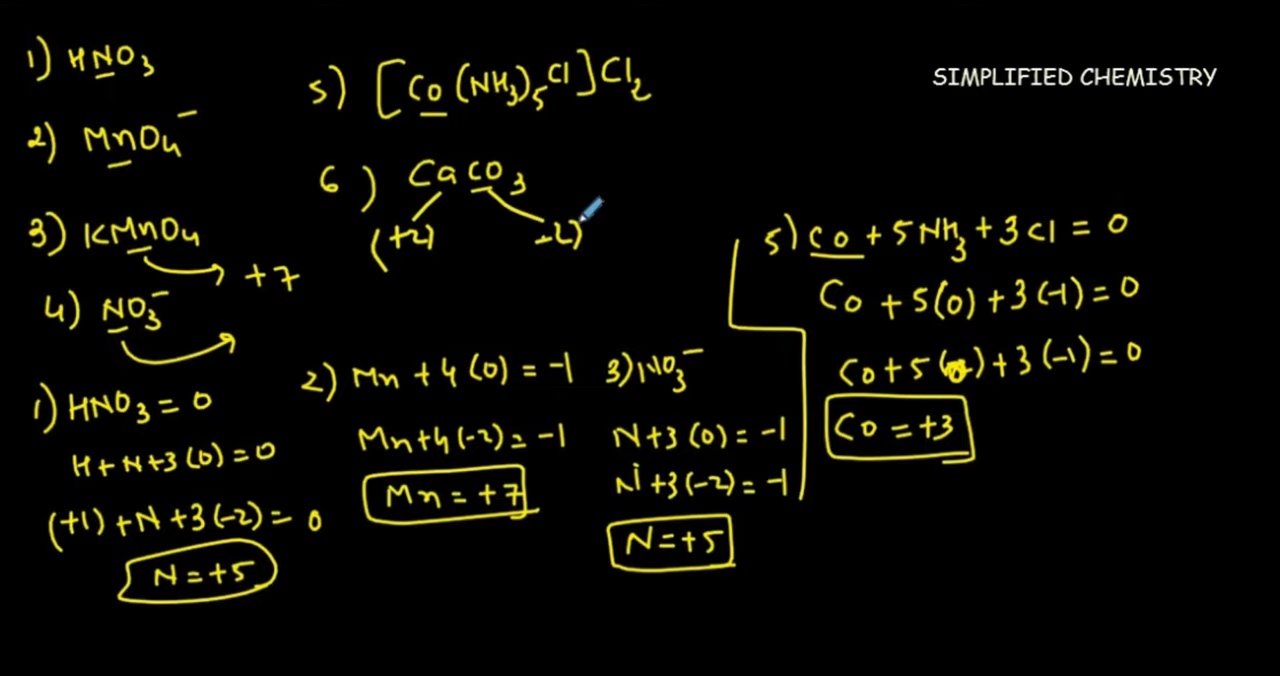 1) HNO3
2) MnO4⁻
3) KMnO4
+7
4) NO3⁻
5) [Co(NH3)5Cl]Cl2
6) CaCO3
(+2)
-2)
SIMPLIFIED CHEMISTRY
1) HNO3 = 0
H + N + 3(0) = 0
(+1) + N + 3(-2) = 0
N = +5
2) Mn + 4(0) = -1
Mn + 4(-2) = -1
Mn = +7
3) NO3⁻
N + 3(0) = -1
N + 3(-2) = -1
N = +5
5) Co + 5NH3 + 3Cl = 0
Co + 5(0) + 3(-1) = 0
Co + 5(0) + 3(-1) = 0
Co = +3